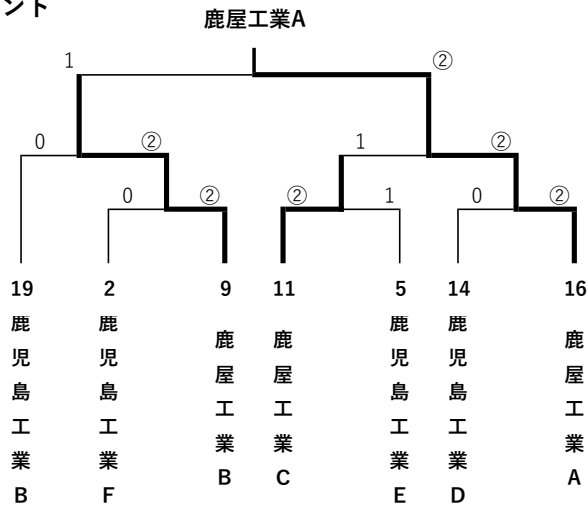 ント
鹿屋工業A
1 ②
0 ② 1 ②
0 ② ② 1 0 ②
19 2 9 11 5 14 16
鹿児島工業B
鹿児島工業F
鹿屋工業B
鹿屋工業C
鹿児島工業E
鹿児島工業D
鹿屋工業A